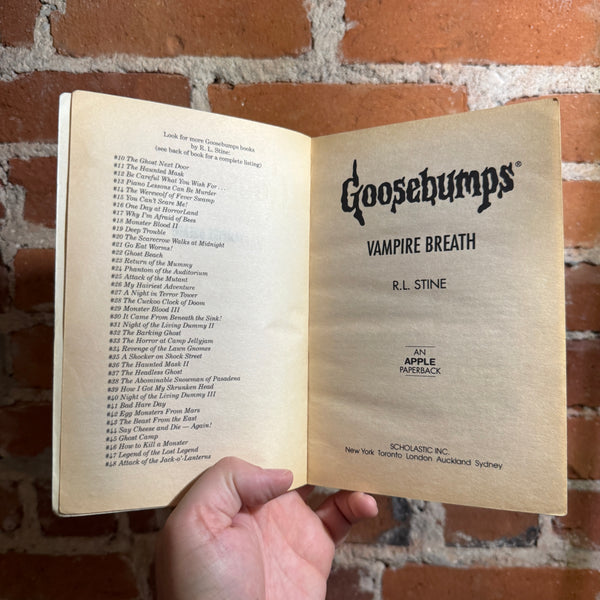 Look for more Goosebumps books
by R. L. Stine:
(see back of book for a complete listing)
#10 The Ghost Next Door
#11 The Haunted Mask
#12 Be Careful What You Wish For . . .
#13 Piano Lessons Can Be Murder
#14 The Werewolf of Fever Swamp
#15 You Can't Scare Me!
#16 One Day at HorrorLand
#17 Why I'm Afraid of Bees
#18 Monster Blood II
#19 Deep Trouble
#20 The Scarecrow Walks at Midnight
#21 Go Eat Worms!
#22 Ghost Beach
#23 Return of the Mummy
#24 Phantom of the Auditorium
#25 Attack of the Mutant
#26 My Hairiest Adventure
#27 A Night in Terror Tower
#28 The Cuckoo Clock of Doom
#29 Monster Blood III
#30 It Came From Beneath the Sink!
#31 Night of the Living Dummy II
#32 The Barking Ghost
#33 The Horror at Camp Jellyjam
#34 Revenge of the Lawn Gnomes
#35 A Shocker on Shock Street
#36 The Haunted Mask II
#37 The Headless Ghost
#38 The Abominable Snowman of Pasadena
#39 How I Got My Shrunken Head
#40 Night of the Living Dummy III
#41 Bad Hare Day
#42 Egg Monsters From Mars
#43 The Beast From the East
#44 Say Cheese and Die — Again!
#45 Ghost Camp
#46 How to Kill a Monster
#47 Legend of the Lost Legend
#48 Attack of the Jack-o'-Lanterns
Goosebumps®
VAMPIRE BREATH
R.L. STINE
AN
APPLE
PAPERBACK
SCHOLASTIC INC.
New York Toronto London Auckland Sydney